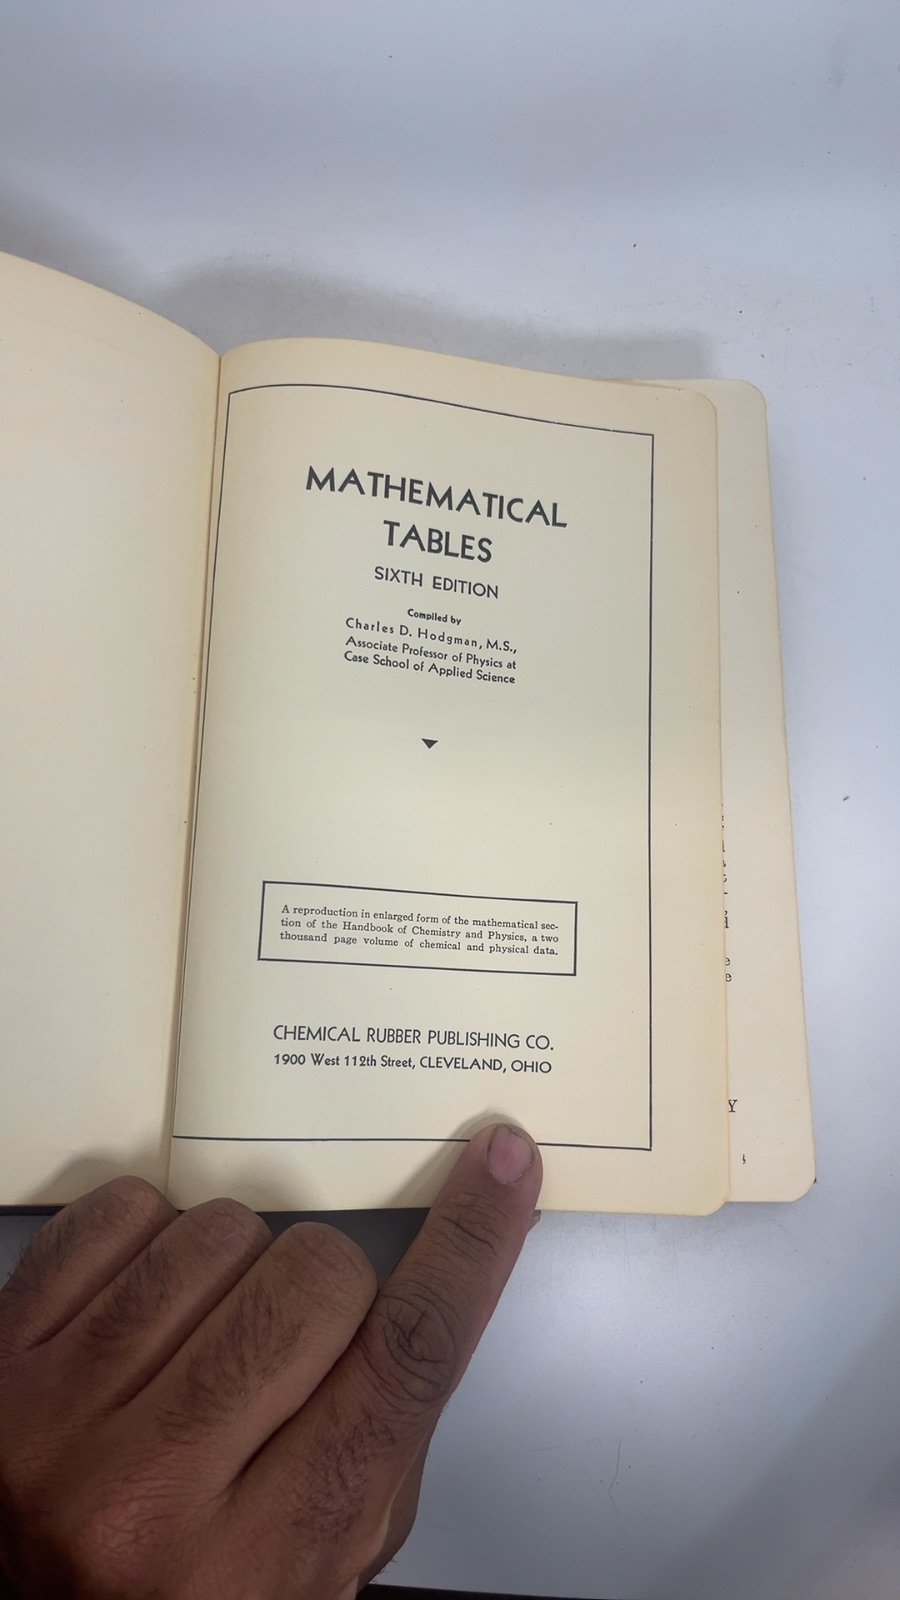 MATHEMATICAL
TABLES
SIXTH EDITION
Compiled by
Charles D. Hodgman, M.S.,
Associate Professor of Physics at
Case School of Applied Science
A reproduction in enlarged form of the mathematical sec-
tion of the Handbook of Chemistry and Physics, a two
thousand page volume of chemical and physical data.
CHEMICAL RUBBER PUBLISHING CO.
1900 West 112th Street, CLEVELAND, OHIO